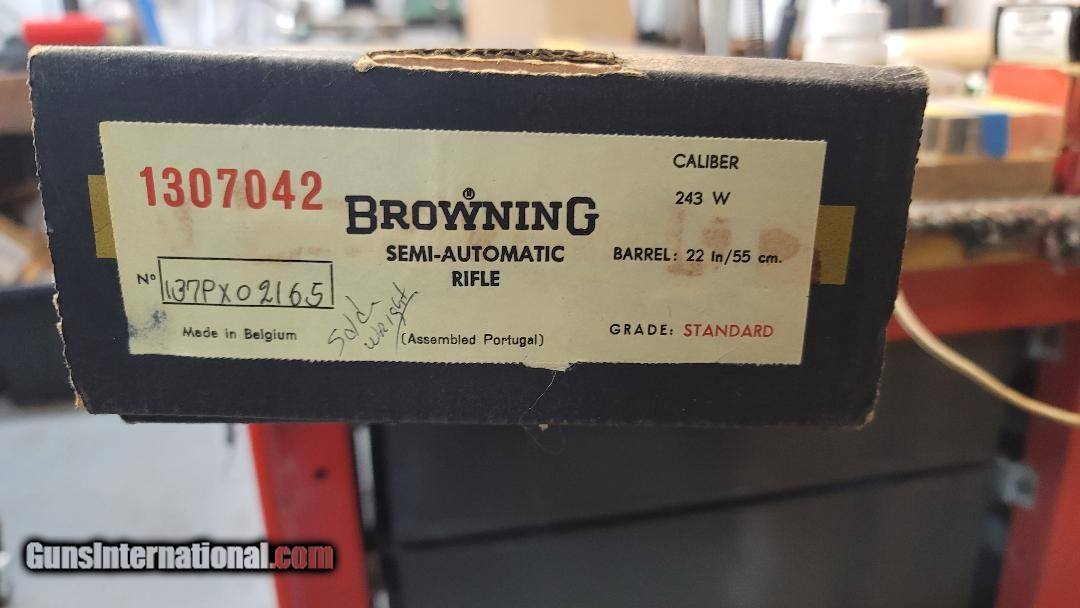 1307042
BROWNING®
SEMI-AUTOMATIC
RIFLE
CALIBER
243 W
BARREL: 22 In/55 cm.
Nº 137PX02165
Made in Belgium
Sold
Wright
(Assembled Portugal)
GRADE: STANDARD
GunsInternational.com